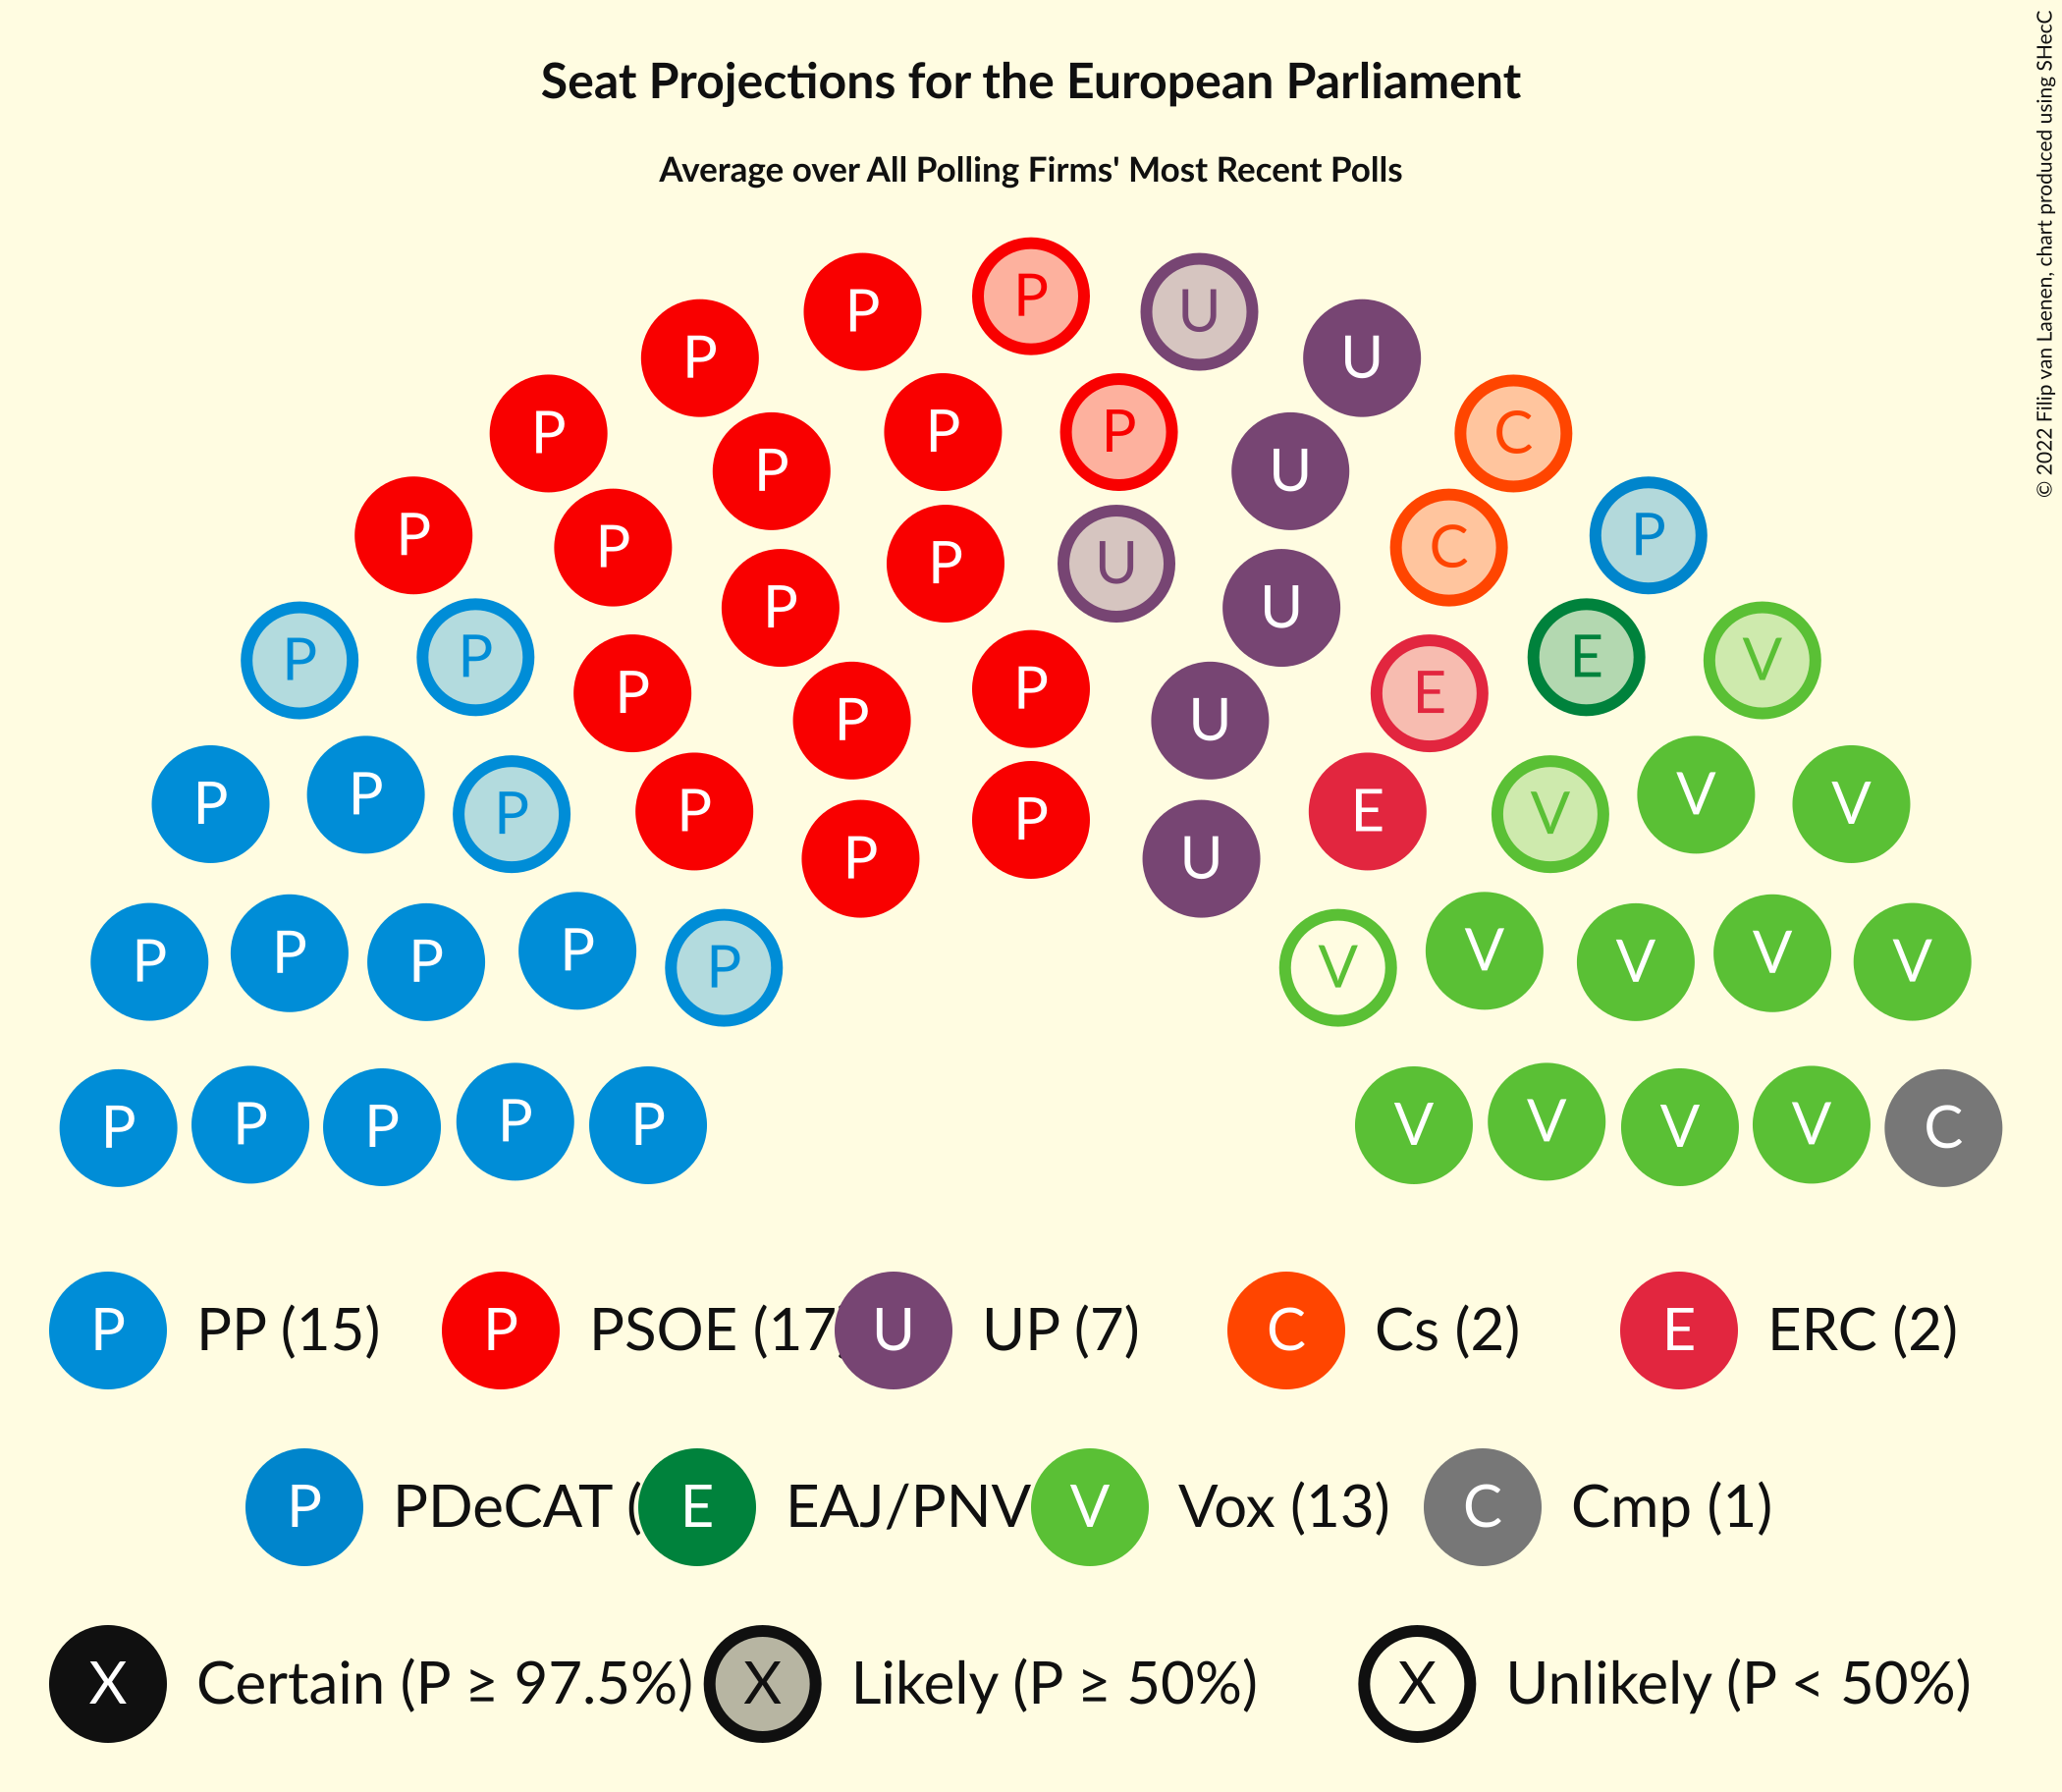 Seat Projections for the European Parliament
Average over All Polling Firms' Most Recent Polls
© 2022 Filip van Laenen, chart produced using SHecC
P U
P U
P P C
P P U
P C P
P P U
P P U
P P E V
P E
P P U
P P V V V
P P P E
P U
P P P P P V V V V V
P P P P P V V V V C
P PP (15) P PSOE (17 U UP (7) C Cs (2) E ERC (2)
P PDeCAT ( E EAJ/PNV V Vox (13) C Cmp (1)
X Certain (P ≥ 97.5%) X Likely (P ≥ 50%) X Unlikely (P < 50%)